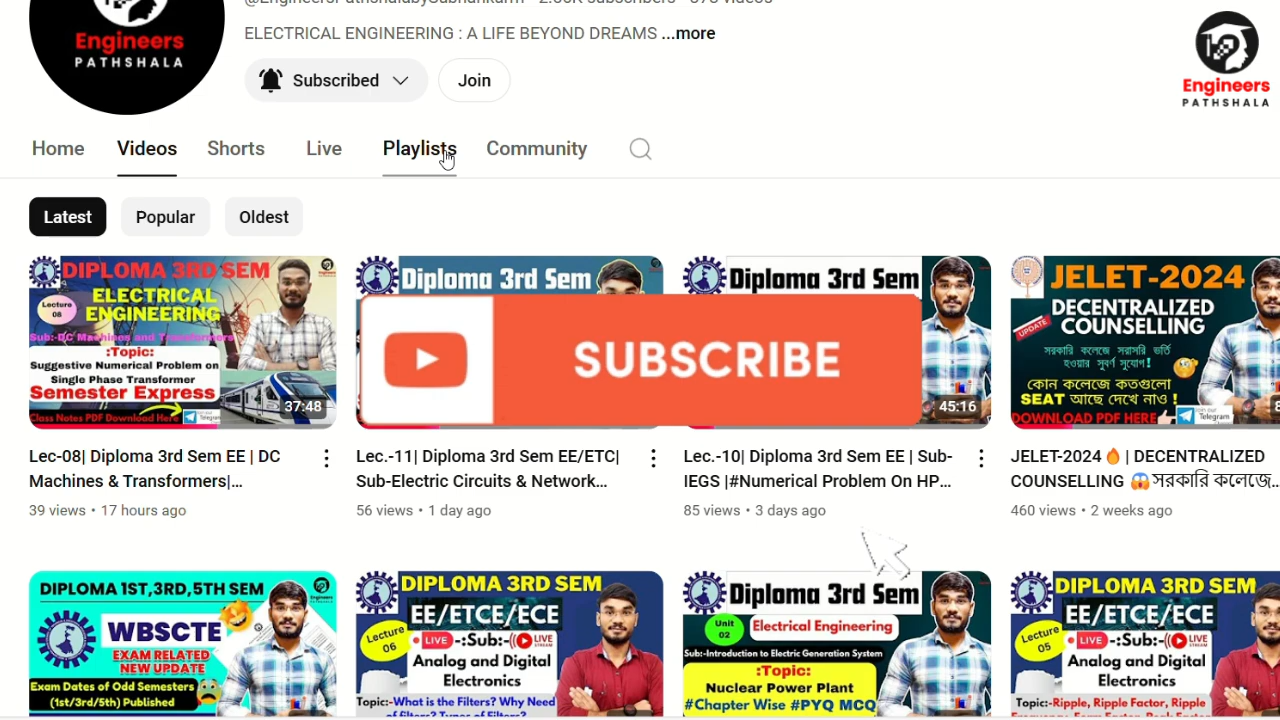 Engineers
PATHSHALA
ELECTRICAL ENGINEERING : A LIFE BEYOND DREAMS ...more
Subscribed
Join
Engineers
PATHSHALA
Home
Videos
Shorts
Live
Playlists
Community
Latest
Popular
Oldest
DIPLOMA 3RD SEM
Lecture
08
ELECTRICAL
ENGINEERING
Sub:-DC Machines and Transformers
:Topic:
Suggestive Numerical Problem on
Single Phase Transformer
Semester Express
Class Notes PDF Download Here
37:48
Diploma 3rd Sem
SUBSCRIBE
Diploma 3rd Sem
45:16
JELET-2024
DECENTRALIZED
COUNSELLING
UPDATE
সরকারি কলেজে সরাসরি ভর্তি
হওয়ার সুবর্ণ সুযোগ!
কোন কলেজে কতগুলো
SEAT আছে দেখে নাও !
DOWNLOAD PDF HERE
Telegram
Lec-08| Diploma 3rd Sem EE | DC
Machines & Transformers|...
39 views • 17 hours ago
Lec.-11| Diploma 3rd Sem EE/ETC|
Sub-Electric Circuits & Network...
56 views • 1 day ago
Lec.-10| Diploma 3rd Sem EE | Sub-
IEGS |#Numerical Problem On HP...
85 views • 3 days ago
JELET-2024🔥| DECENTRALIZED
COUNSELLING 😱সরকারি কলেজে...
460 views • 2 weeks ago
DIPLOMA 1ST,3RD,5TH SEM
WBSCTE
EXAM RELATED
NEW UPDATE
Exam Dates of Odd Semesters
(1st/3rd/5th) Published
DIPLOMA 3RD SEM
EE/ETCE/ECE
Lecture
06
LIVE -:Sub:- LIVE
Analog and Digital
Electronics
Topic:-What is the Filters? Why Need
of filters? Types of Filters?
Diploma 3rd Sem
Unit
02
Electrical Engineering
Sub:-Introduction to Electric Generation System
:Topic:
Nuclear Power Plant
#Chapter Wise #PYQ MCQ
DIPLOMA 3RD SEM
EE/ETCE/ECE
Lecture
05
LIVE -:Sub:- LIVE
Analog and Digital
Electronics
Topic:-Ripple, Ripple Factor, Ripple